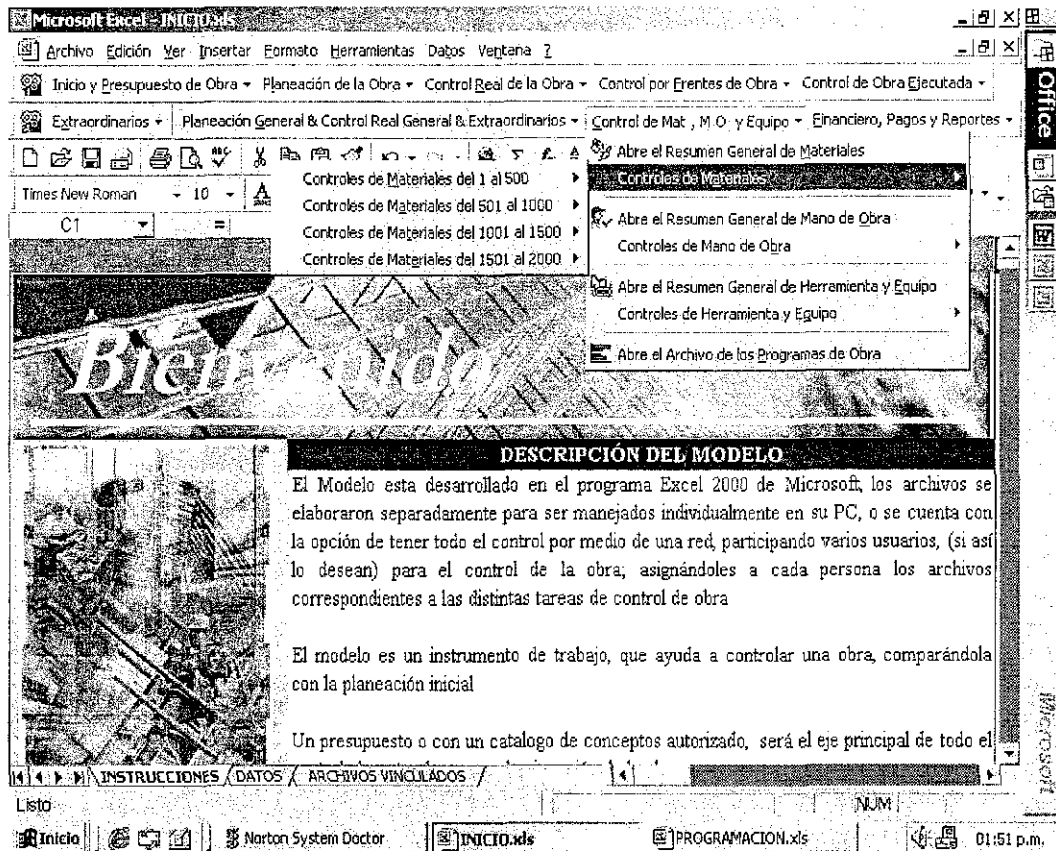 Microsoft Excel - INICIO.xls
Archivo Edición Ver Insertar Formato Herramientas Datos Ventana ?
Inicio y Presupuesto de Obra Planeación de la Obra Control Real de la Obra Control por Frentes de Obra Control de Obra Ejecutada
Extraordinarios Planeación General & Control Real General & Extraordinarios Control de Mat , M.O. y Equipo Financiero, Pagos y Reportes
Abre el Resumen General de Materiales
Controles de Materiales
Abre el Resumen General de Mano de Obra
Controles de Mano de Obra
Abre el Resumen General de Herramienta y Equipo
Controles de Herramienta y Equipo
Abre el Archivo de los Programas de Obra
Controles de Materiales del 1 al 500
Controles de Materiales del 501 al 1000
Controles de Materiales del 1001 al 1500
Controles de Materiales del 1501 al 2000
Times New Roman 10
C1 =
Office
Bienvenido
DESCRIPCIÓN DEL MODELO
El Modelo esta desarrollado en el programa Excel 2000 de Microsoft, los archivos se
elaboraron separadamente para ser manejados individualmente en su PC, o se cuenta con
la opción de tener todo el control por medio de una red, participando varios usuarios, (si así
lo desean) para el control de la obra; asignándoles a cada persona los archivos
correspondientes a las distintas tareas de control de obra
El modelo es un instrumento de trabajo, que ayuda a controlar una obra, comparándola
con la planeación inicial
Un presupuesto o con un catalogo de conceptos autorizado, será el eje principal de todo el
INSTRUCCIONES DATOS ARCHIVOS VINCULADOS
Microsoft
Listo NUM
Inicio Norton System Doctor INICIO.xls PROGRAMACION.xls 01:51 p.m.